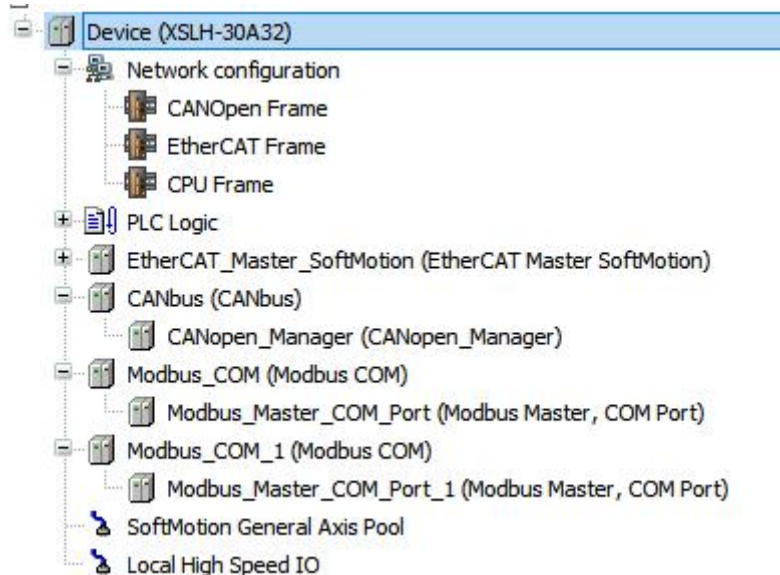 Device (XSLH-30A32)
Network configuration
CANOpen Frame
EtherCAT Frame
CPU Frame
PLC Logic
EtherCAT_Master_SoftMotion (EtherCAT Master SoftMotion)
CANbus (CANbus)
CANopen_Manager (CANopen_Manager)
Modbus_COM (Modbus COM)
Modbus_Master_COM_Port (Modbus Master, COM Port)
Modbus_COM_1 (Modbus COM)
Modbus_Master_COM_Port_1 (Modbus Master, COM Port)
SoftMotion General Axis Pool
Local High Speed IO